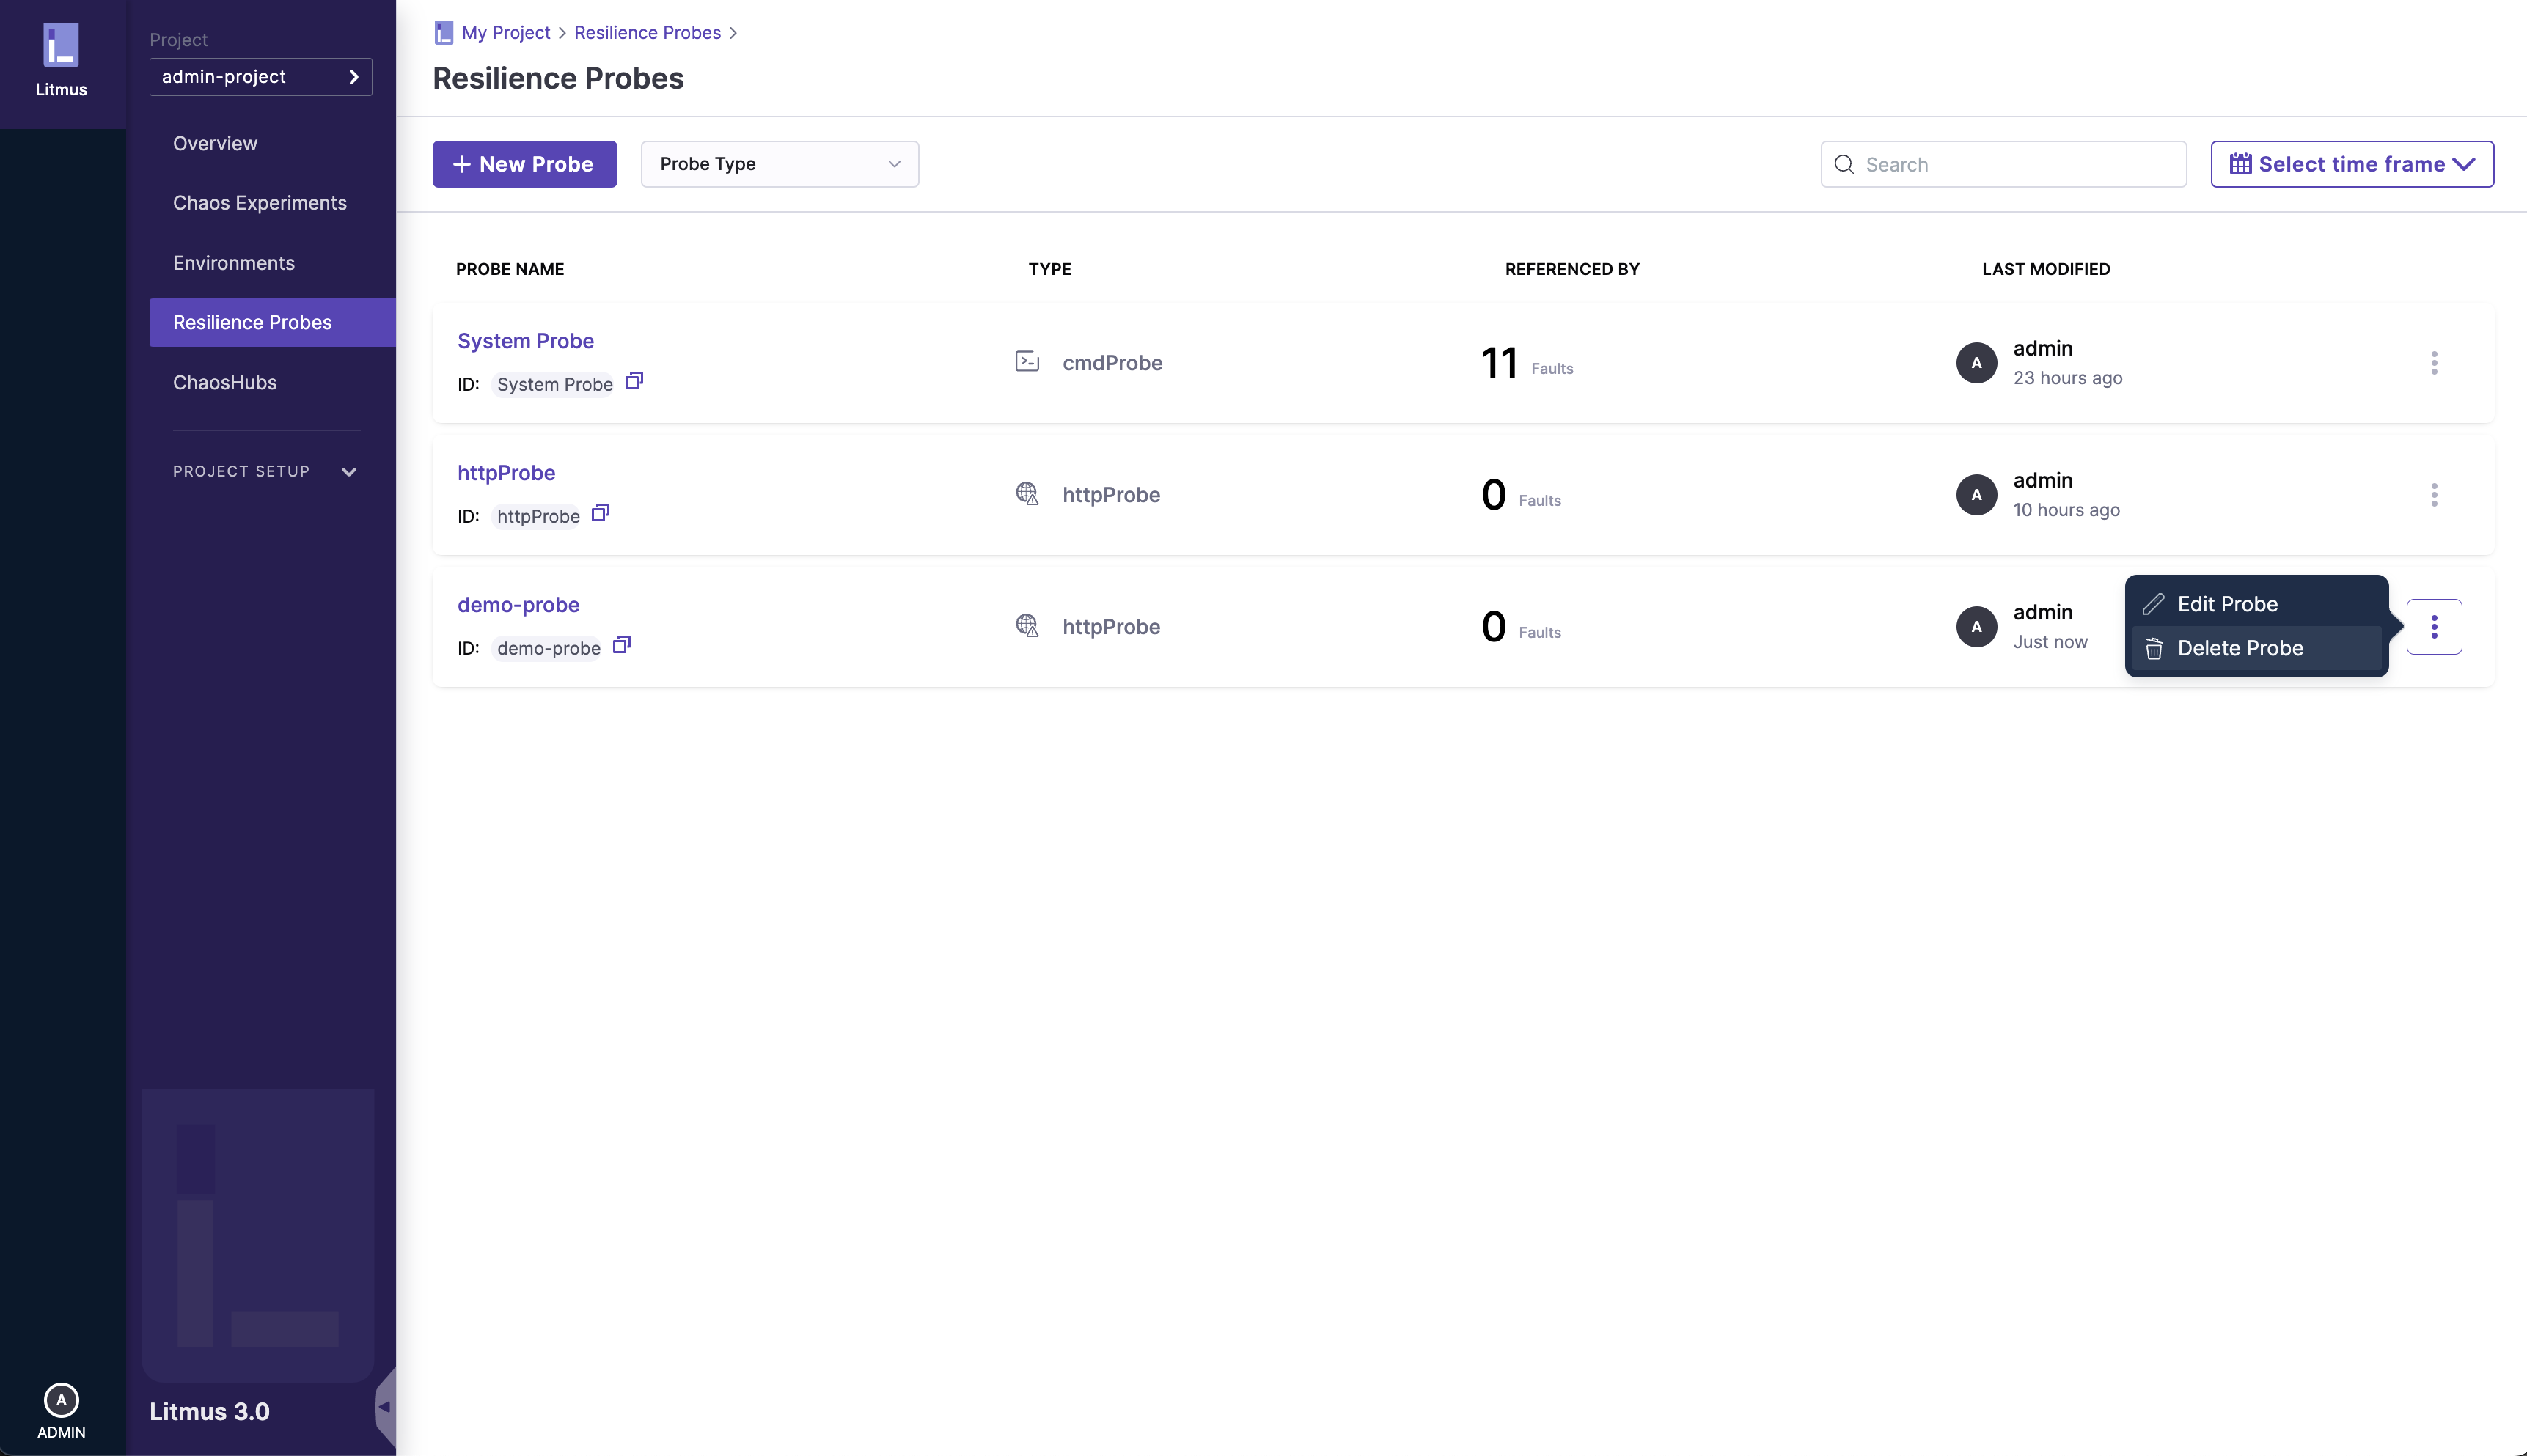 Litmus
Project
admin-project
Overview
Chaos Experiments
Environments
Resilience Probes
ChaosHubs
PROJECT SETUP
Litmus 3.0
A
ADMIN
My Project > Resilience Probes >
Resilience Probes
+ New Probe
Probe Type
Search
Select time frame
PROBE NAME TYPE REFERENCED BY LAST MODIFIED
System Probe
ID: System Probe
cmdProbe
11 Faults
A
admin
23 hours ago
httpProbe
ID: httpProbe
httpProbe
0 Faults
A
admin
10 hours ago
demo-probe
ID: demo-probe
httpProbe
0 Faults
A
admin
Just now
Edit Probe
Delete Probe